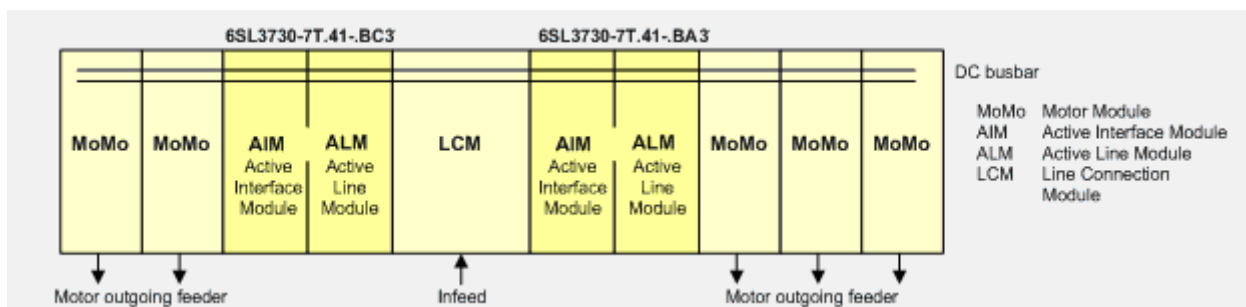 6SL3730-7T.41-.BC3 6SL3730-7T.41-.BA3
DC busbar
MoMo MoMo AIM ALM LCM AIM ALM MoMo MoMo MoMo
Active Active Active Active
Interface Line Interface Line
Module Module Module Module
MoMo Motor Module
AIM Active Interface Module
ALM Active Line Module
LCM Line Connection
Module
Motor outgoing feeder Infeed Motor outgoing feeder